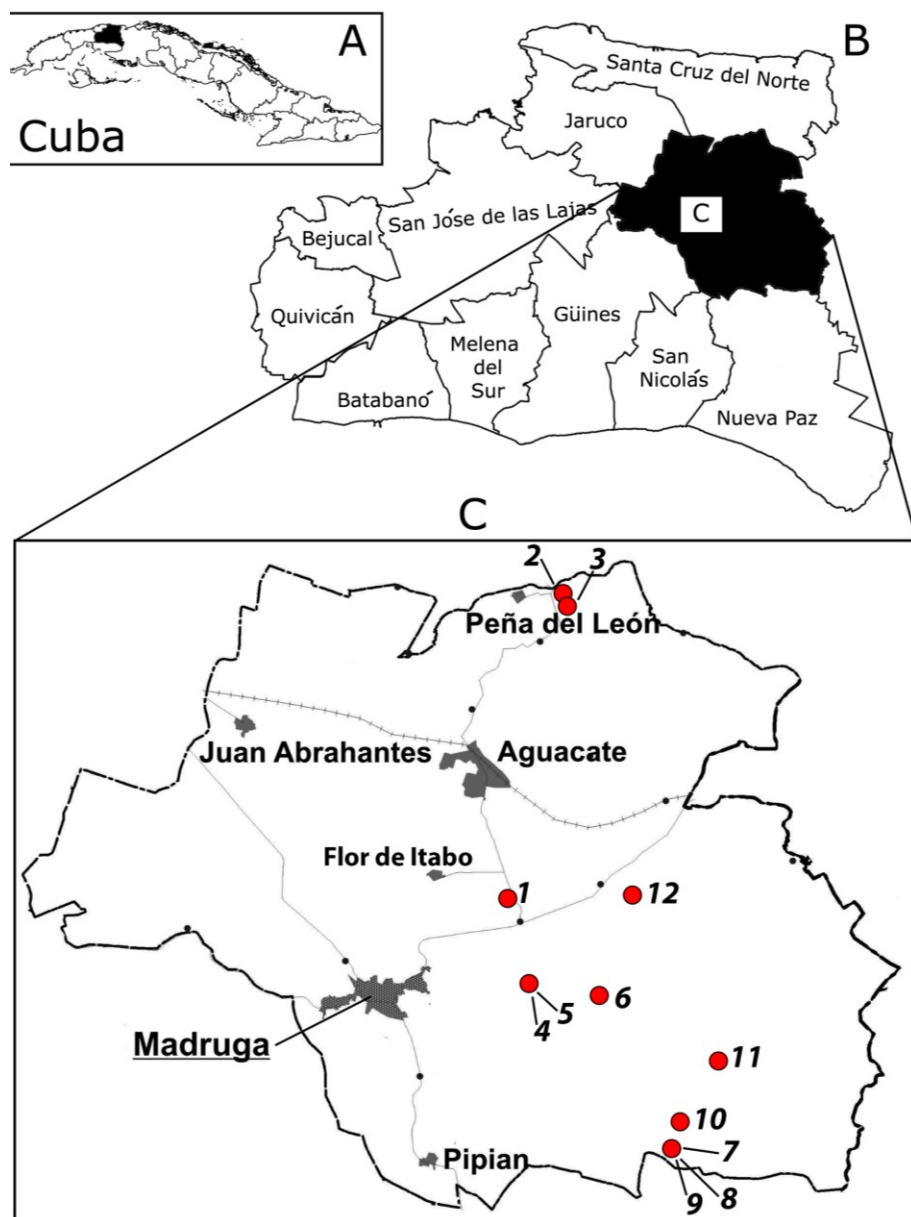 A
Cuba
B
Santa Cruz del Norte
Jaruco
C
San Jóse de las Lajas
Bejucal
Quivicán
Güines
Melena
del
Sur
San
Nicolás
Batabanó
Nueva Paz
C
2
3
Peña del León
Juan Abrahantes
Aguacate
Flor de Itabo
1
12
5
4
6
Madruga
11
10
7
Pipian
9
8